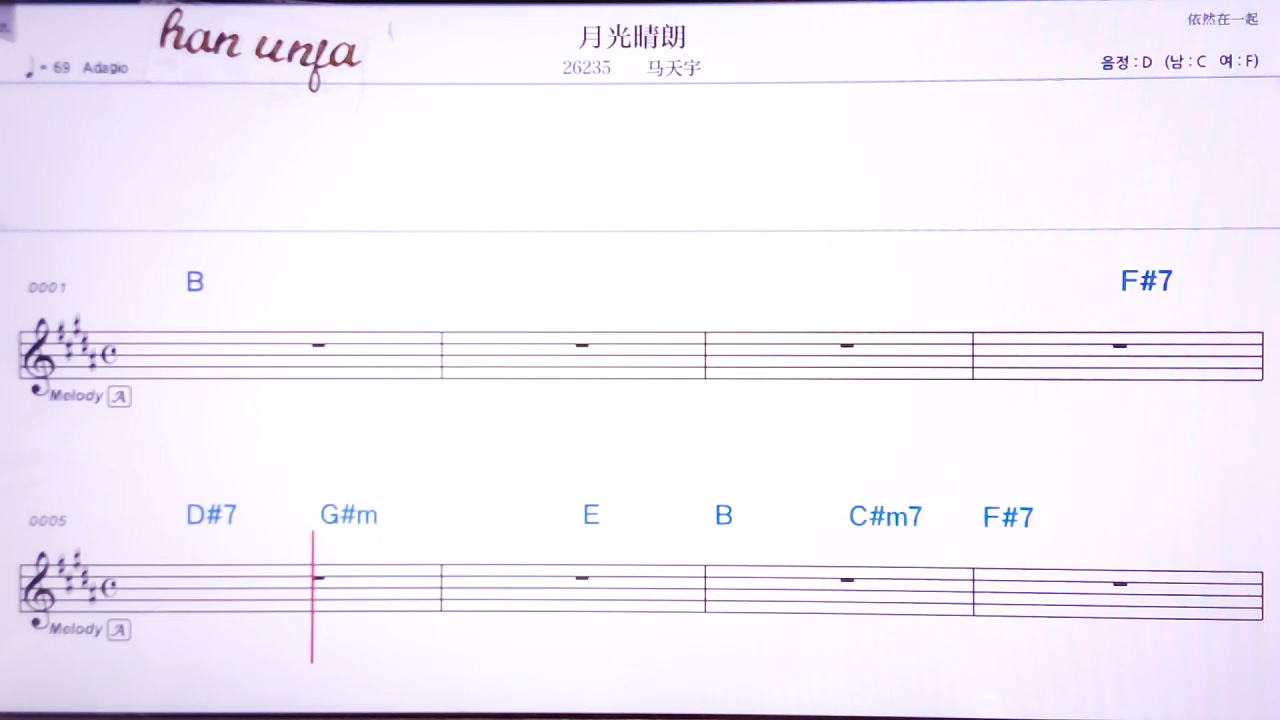 han unja
月光晴朗
依然在一起
♩= 69 Adagio
26235 马天宇
음정 : D (남 : C 여 : F)
0001
B F#7
Melody A
0005
D#7 G#m E B C#m7 F#7
Melody A